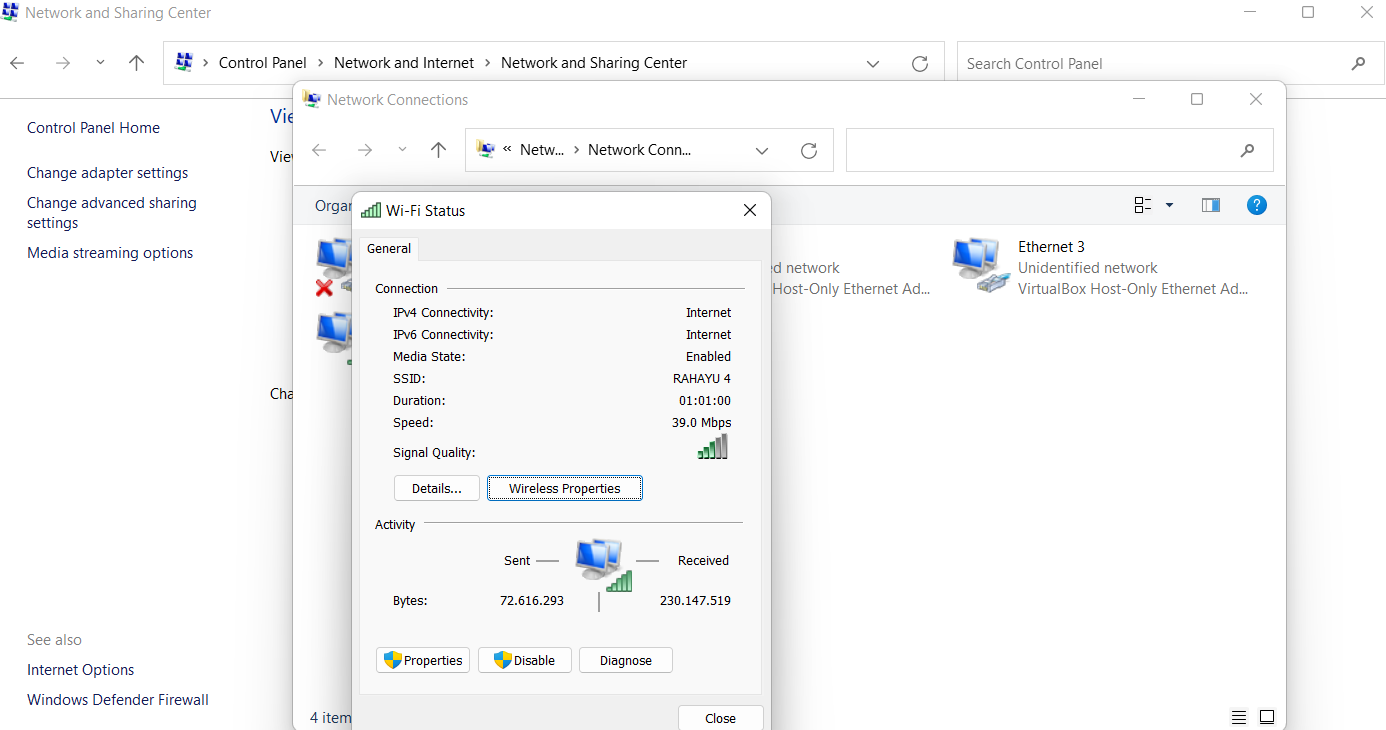 Network and Sharing Center
Control Panel > Network and Internet > Network and Sharing Center
Search Control Panel
Control Panel Home
Change adapter settings
Change advanced sharing
settings
Media streaming options
See also
Internet Options
Windows Defender Firewall
Network Connections
« Netw... > Network Conn...
4 item
d network
Host-Only Ethernet Ad...
Ethernet 3
Unidentified network
VirtualBox Host-Only Ethernet Ad...
Wi-Fi Status
General
Connection
IPv4 Connectivity: Internet
IPv6 Connectivity: Internet
Media State: Enabled
SSID: RAHAYU 4
Duration: 01:01:00
Speed: 39.0 Mbps
Signal Quality:
Details... Wireless Properties
Activity
Sent Received
Bytes: 72.616.293 230.147.519
Properties Disable Diagnose
Close